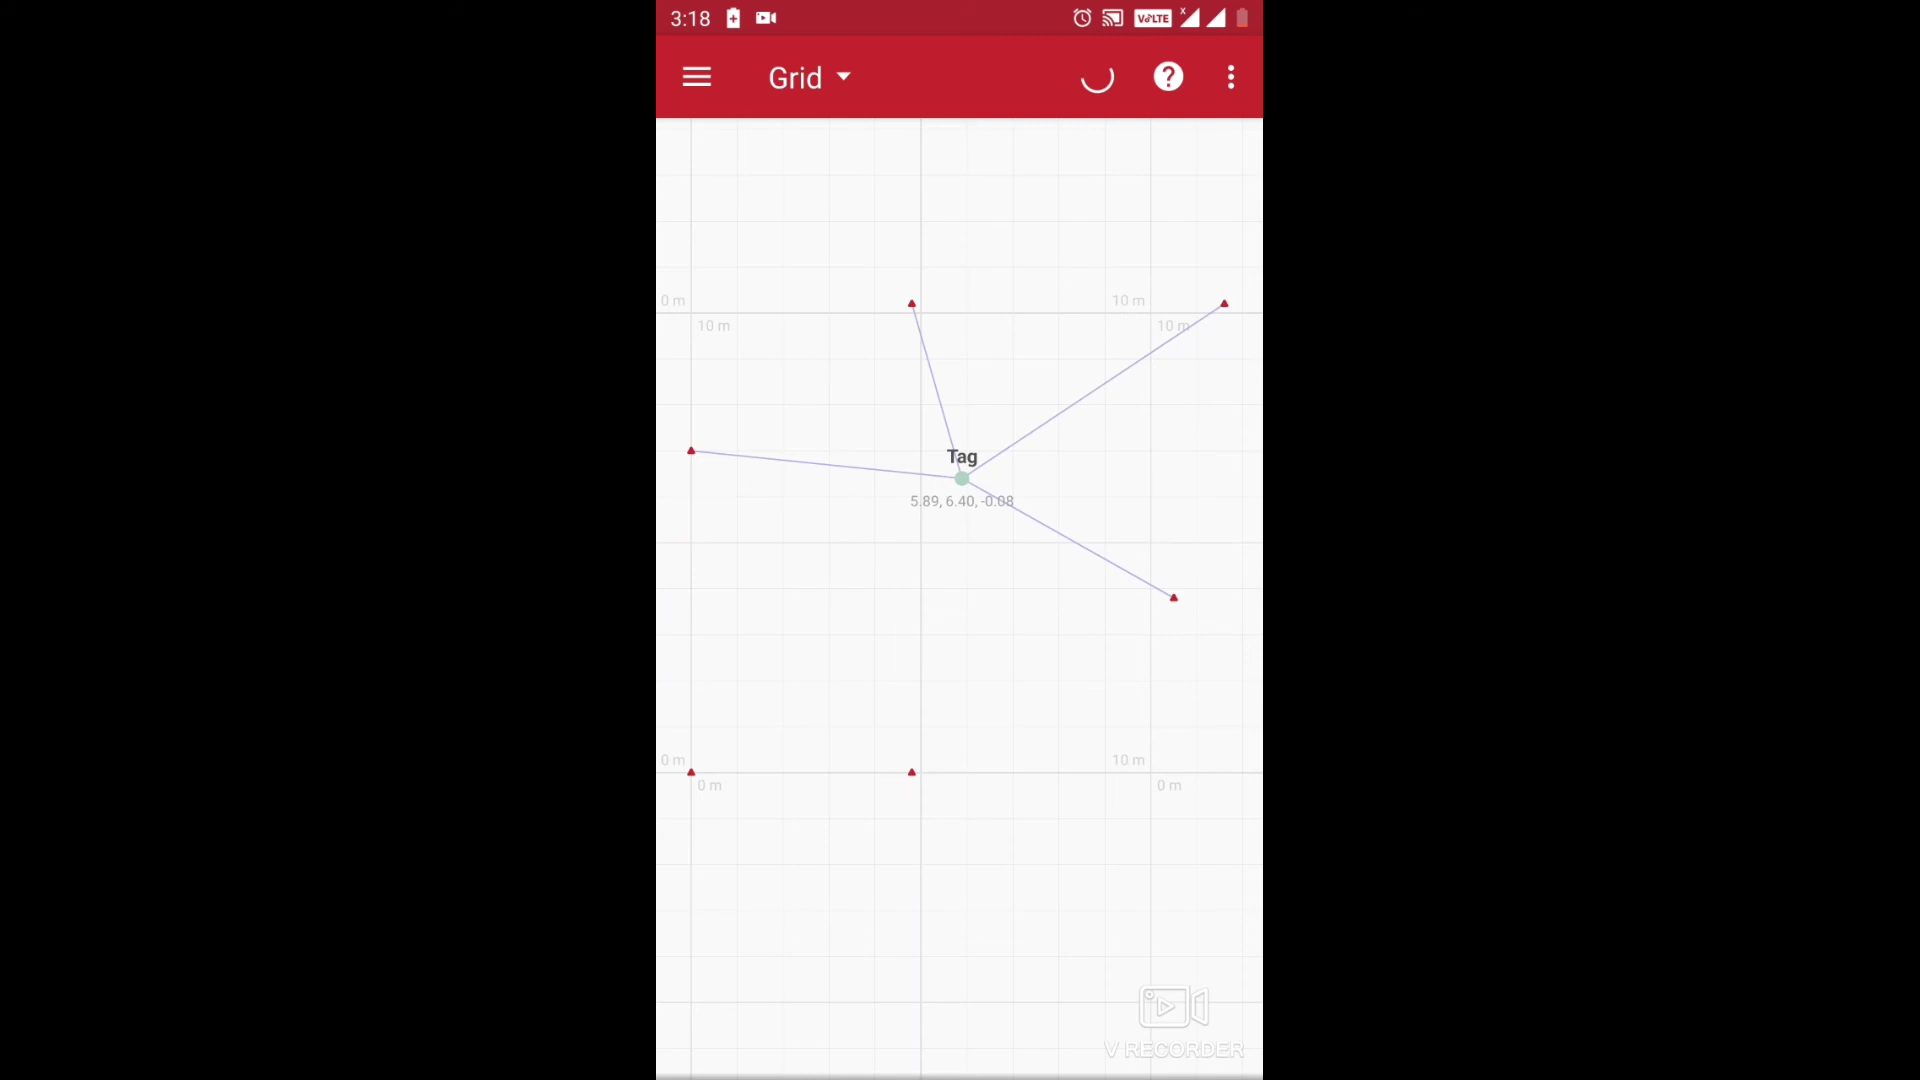 3:18
VoLTE
x
Grid
?
0 m
10 m
10 m
10 m
Tag
5.89, 6.40, -0.08
0 m
10 m
0 m
0 m
V RECORDER